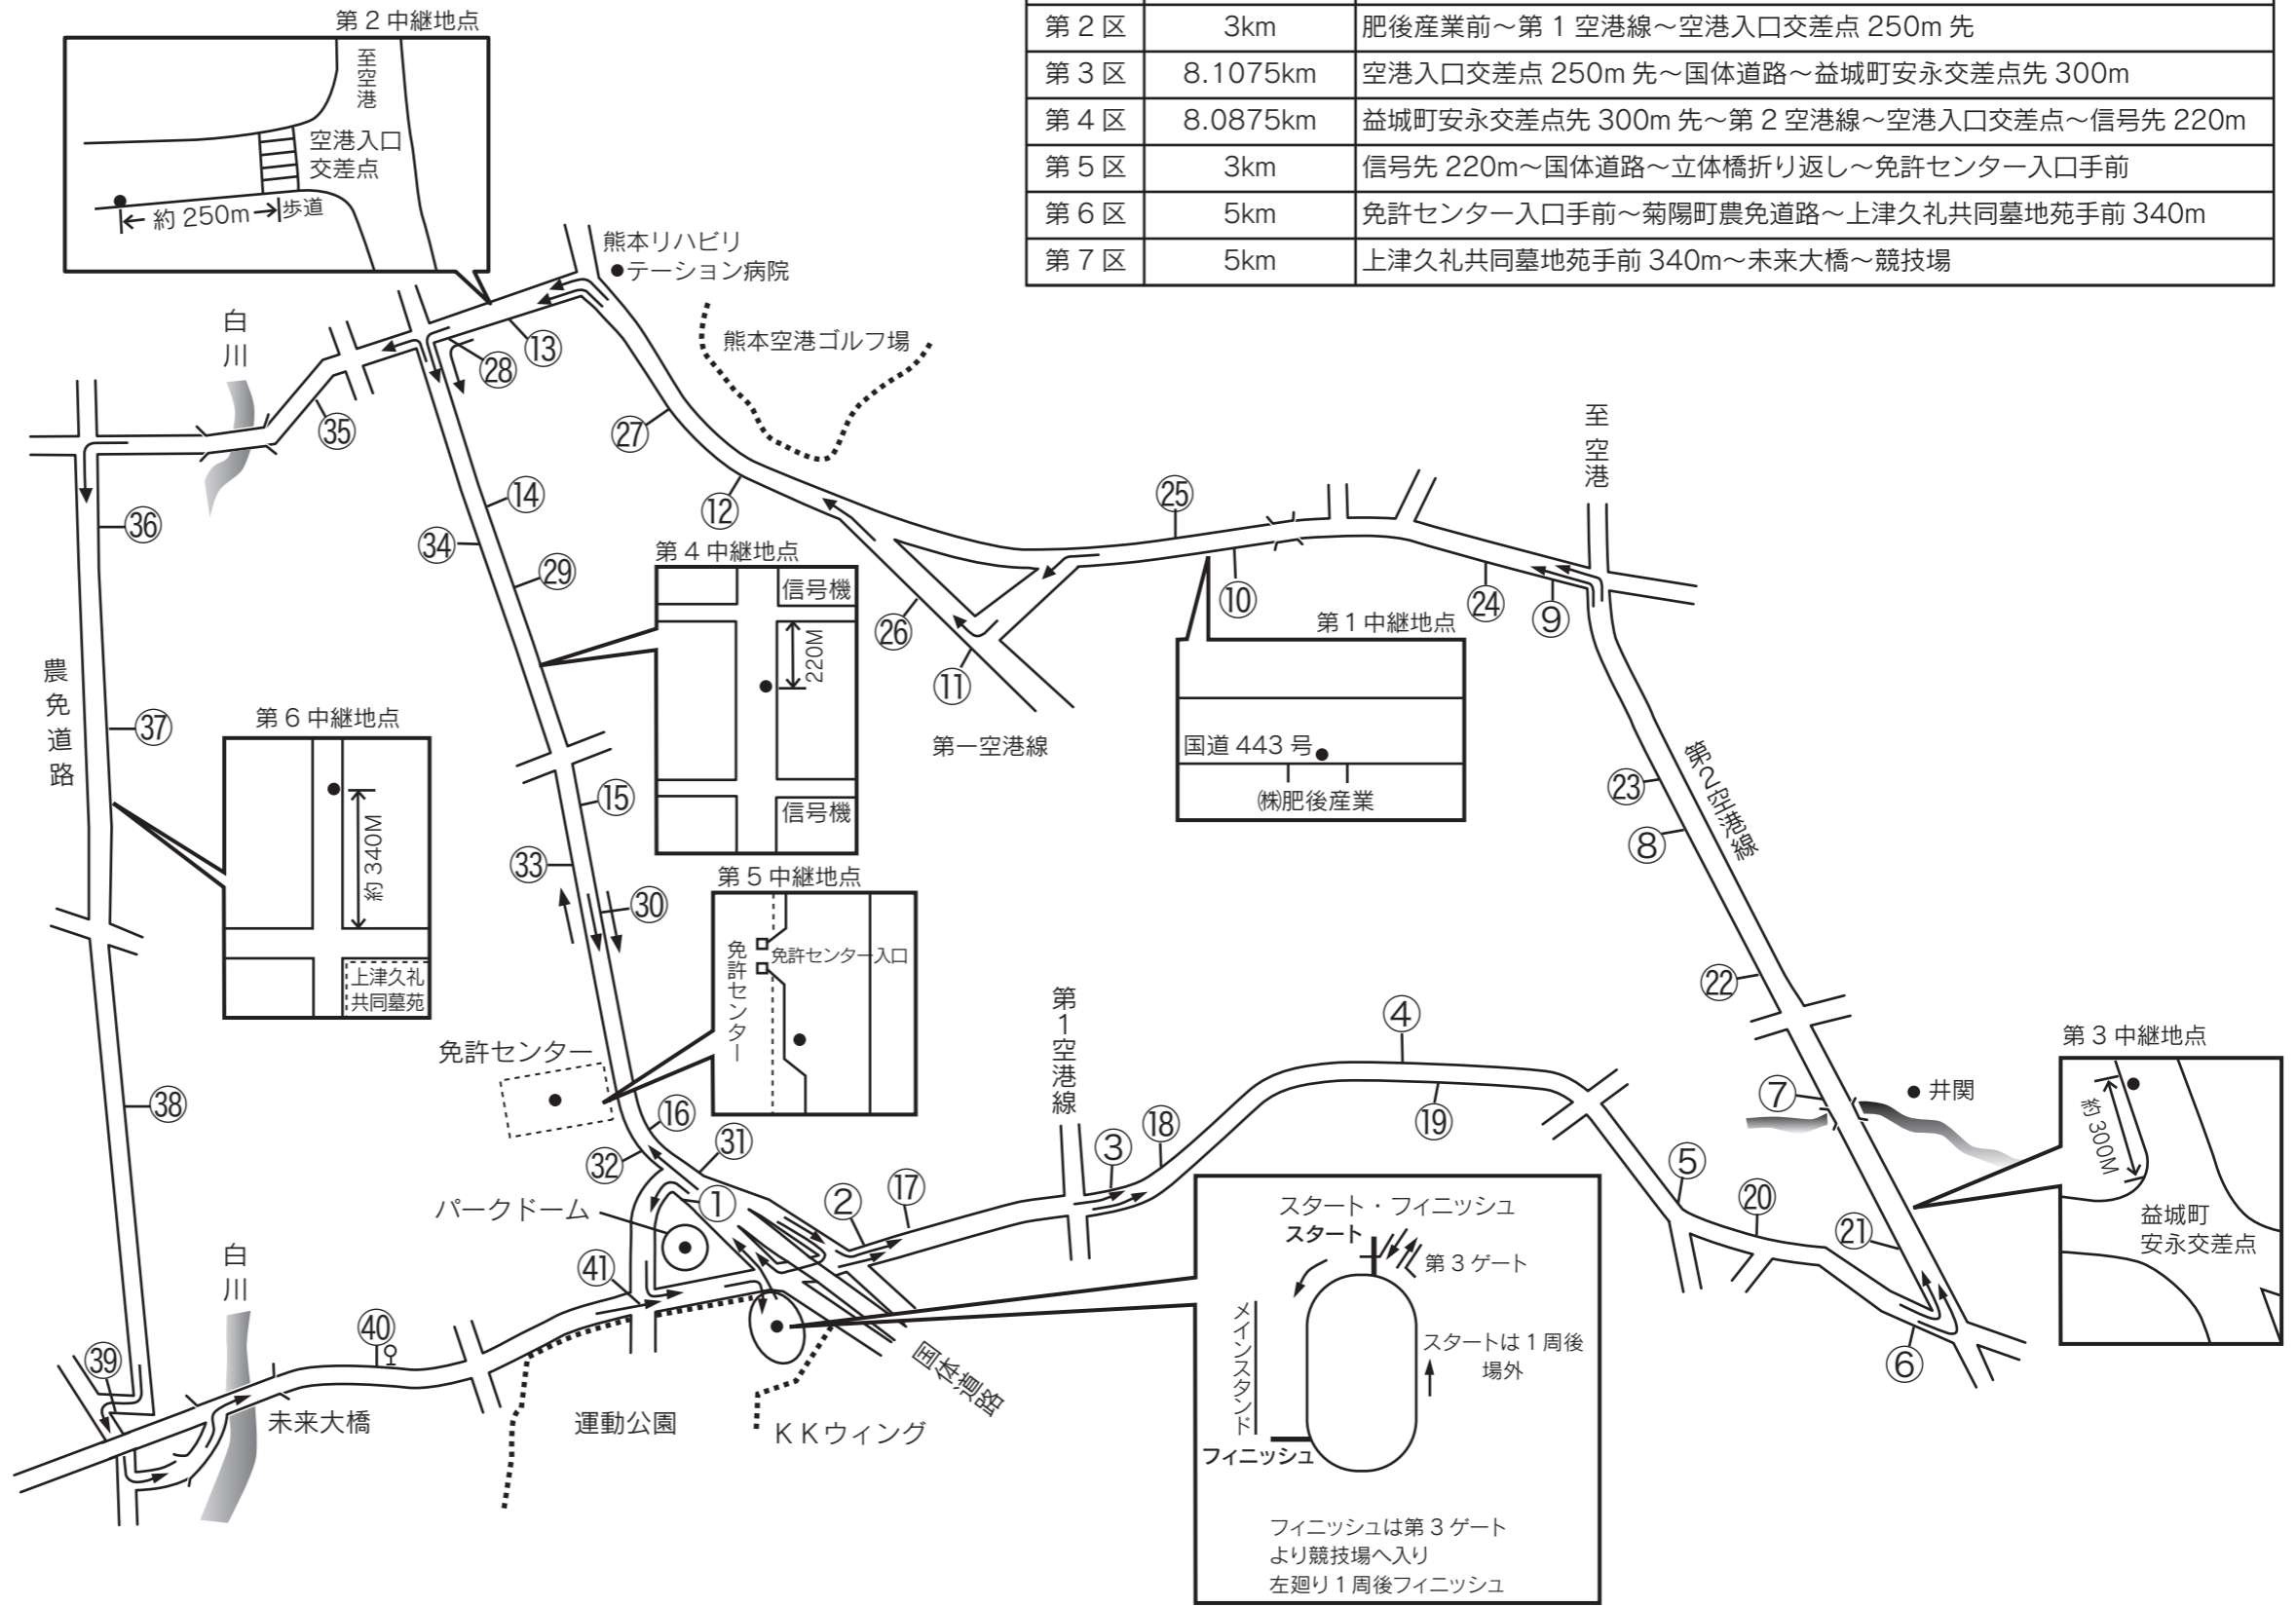 第2中継地点
至空港
空港入口
交差点
約 250m
歩道
第 2 区 3km 肥後産業前～第 1 空港線～空港入口交差点 250m 先
第 3 区 8.1075km 空港入口交差点 250m 先～国体道路～益城町安永交差点先 300m
第 4 区 8.0875km 益城町安永交差点先 300m 先～第 2 空港線～空港入口交差点～信号先 220m
第 5 区 3km 信号先 220m～国体道路～立体橋折り返し～免許センター入口手前
第 6 区 5km 免許センター入口手前～菊陽町農免道路～上津久礼共同墓地苑手前 340m
第 7 区 5km 上津久礼共同墓地苑手前 340m～未来大橋～競技場
熊本リハビリ
テーション病院
熊本空港ゴルフ場
白川
⑬
㉘
㉟
㉗
⑫
至空港
㉕
⑩
㉔
⑨
㊱
⑭
㉞
㉙
第4中継地点
信号機
220M
信号機
㉖
⑪
第一空港線
第1中継地点
国道 443 号
㈱肥後産業
農免道路
㊲
第6中継地点
約 340M
上津久礼
共同墓苑
⑮
㉝
㉚
第5中継地点
免許センター
免許センター入口
㉓
⑧
第2空港線
㉒
⑦
井関
第3中継地点
約 300M
益城町
安永交差点
㊳
免許センター
⑯
㉛
㉜
第1空港線
③
⑱
④
⑲
⑤
⑳
㉑
⑥
パークドーム
①
②
⑰
㊶
白川
㊵
㊴
未来大橋
運動公園
KKウィング
国体道路
スタート・フィニッシュ
スタート
第3ゲート
メインスタンド
スタートは1周後
場外
フィニッシュ
フィニッシュは第3ゲート
より競技場へ入り
左廻り1周後フィニッシュ